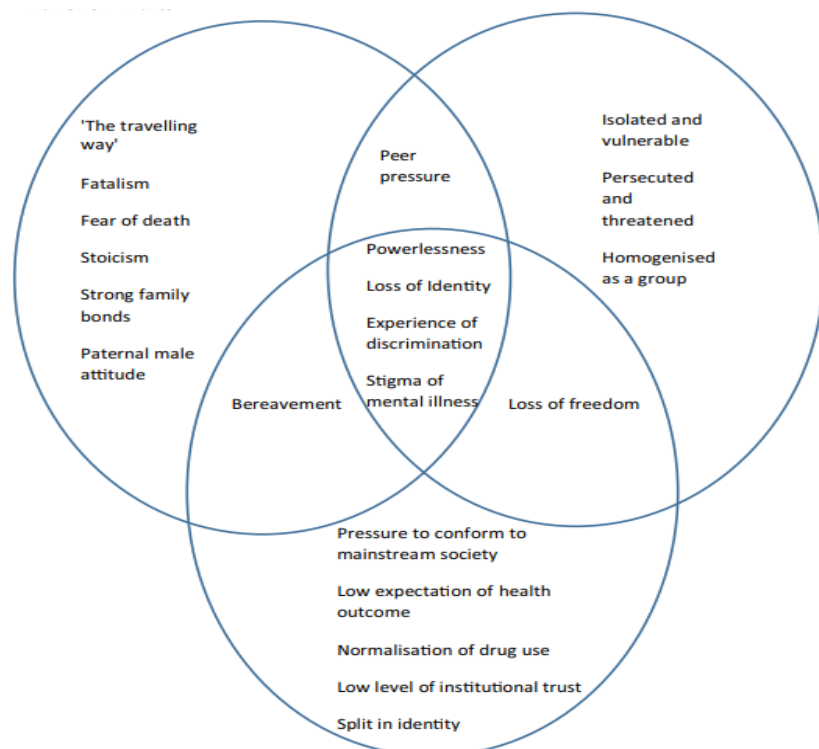 'The travelling
way'
Fatalism
Fear of death
Stoicism
Strong family
bonds
Paternal male
attitude
Peer
pressure
Isolated and
vulnerable
Persecuted
and
threatened
Homogenised
as a group
Powerlessness
Loss of Identity
Experience of
discrimination
Stigma of
mental illness
Bereavement
Loss of freedom
Pressure to conform to
mainstream society
Low expectation of health
outcome
Normalisation of drug use
Low level of institutional trust
Split in identity